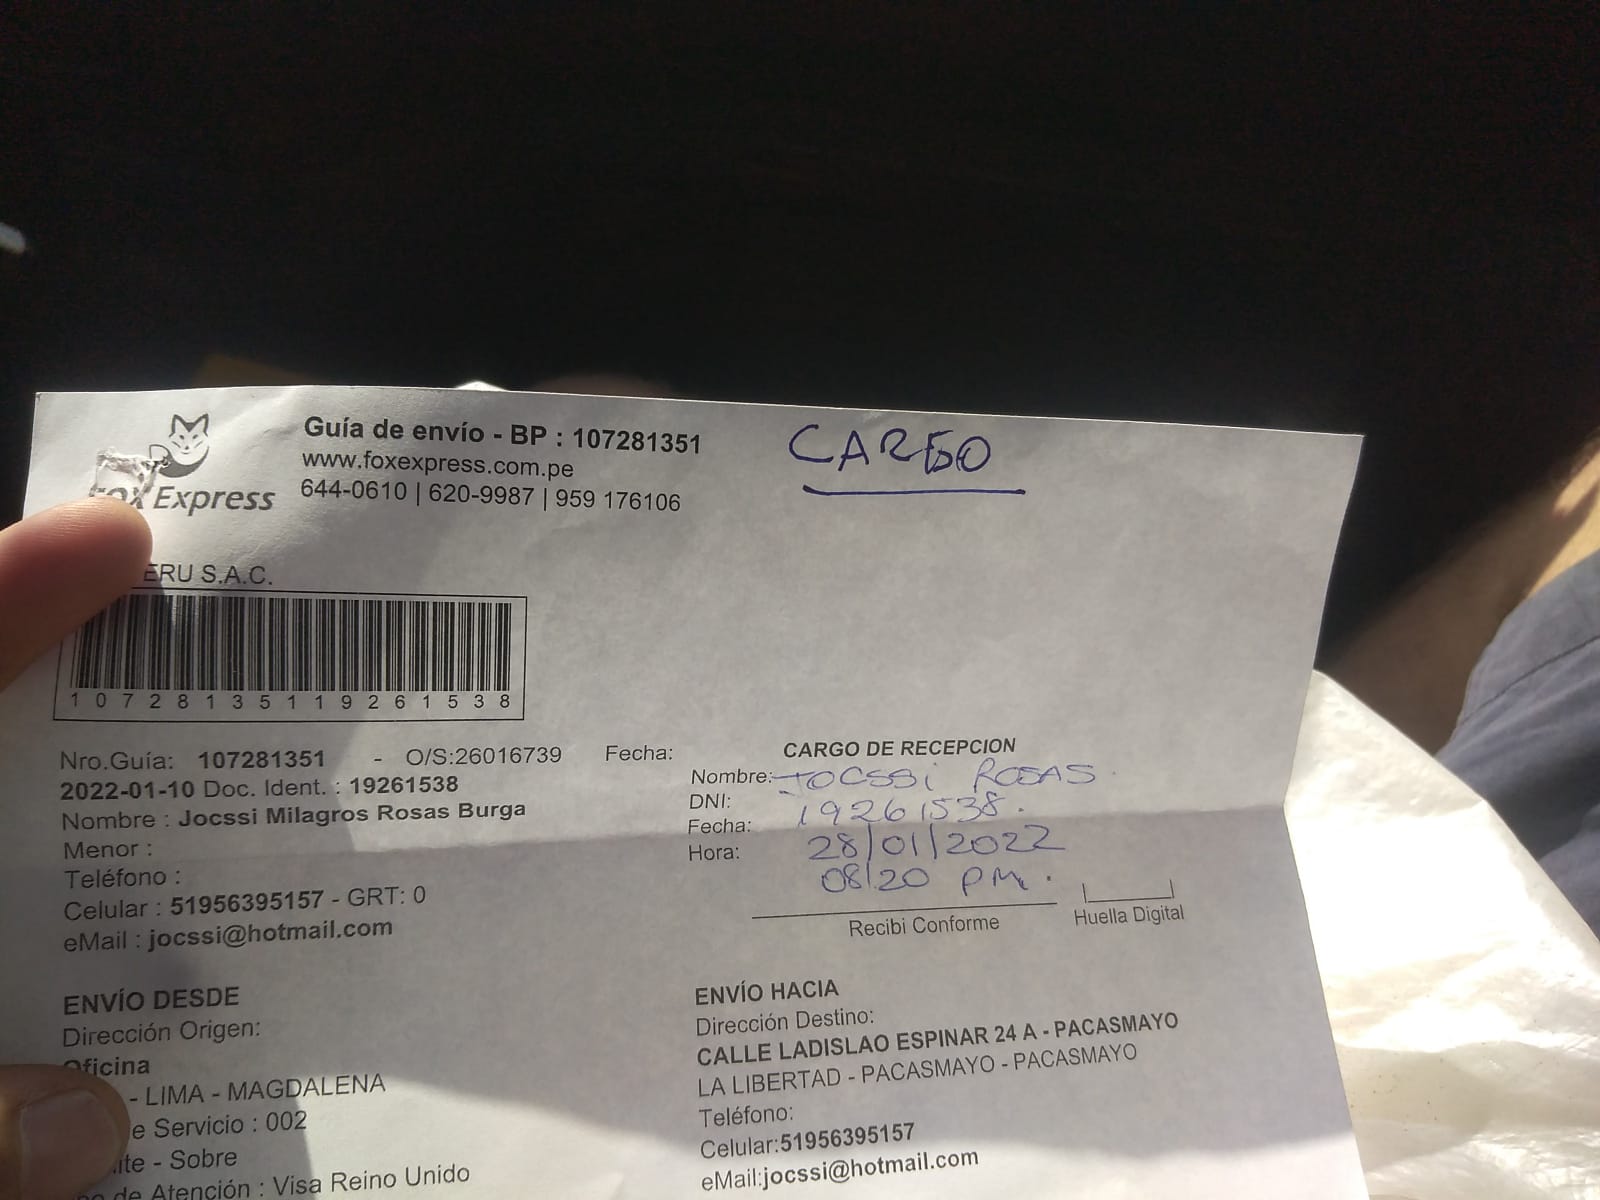 Guía de envío - BP : 107281351
www.foxexpress.com.pe
644-0610 | 620-9987 | 959 176106
CARGO
Fox Express
ERU S.A.C.
10728135119261538
Nro.Guía: 107281351 - O/S:26016739 Fecha:
2022-01-10 Doc. Ident. : 19261538
Nombre : Jocssi Milagros Rosas Burga
Menor :
Teléfono :
Celular : 51956395157 - GRT: 0
eMail : jocssi@hotmail.com
CARGO DE RECEPCION
Nombre: JOCSSi ROSAS
DNI: 19261538.
Fecha: 28/01/2022
Hora: 08:20 PM.
Recibi Conforme
Huella Digital
ENVÍO DESDE
Dirección Origen:
Oficina
- LIMA - MAGDALENA
e Servicio : 002
ite - Sobre
de Atención : Visa Reino Unido
ENVÍO HACIA
Dirección Destino:
CALLE LADISLAO ESPINAR 24 A - PACASMAYO
LA LIBERTAD - PACASMAYO - PACASMAYO
Teléfono:
Celular:51956395157
eMail:jocssi@hotmail.com